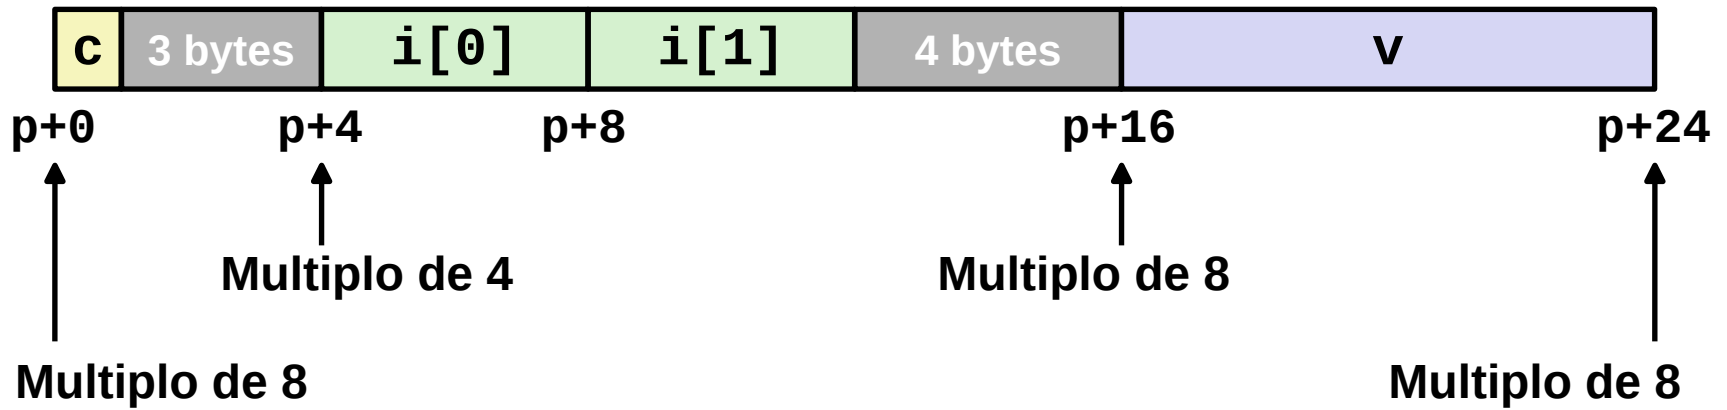 c 3 bytes i[0] i[1] 4 bytes v
p+0 p+4 p+8 p+16 p+24
Multiplo de 4 Multiplo de 8
Multiplo de 8 Multiplo de 8